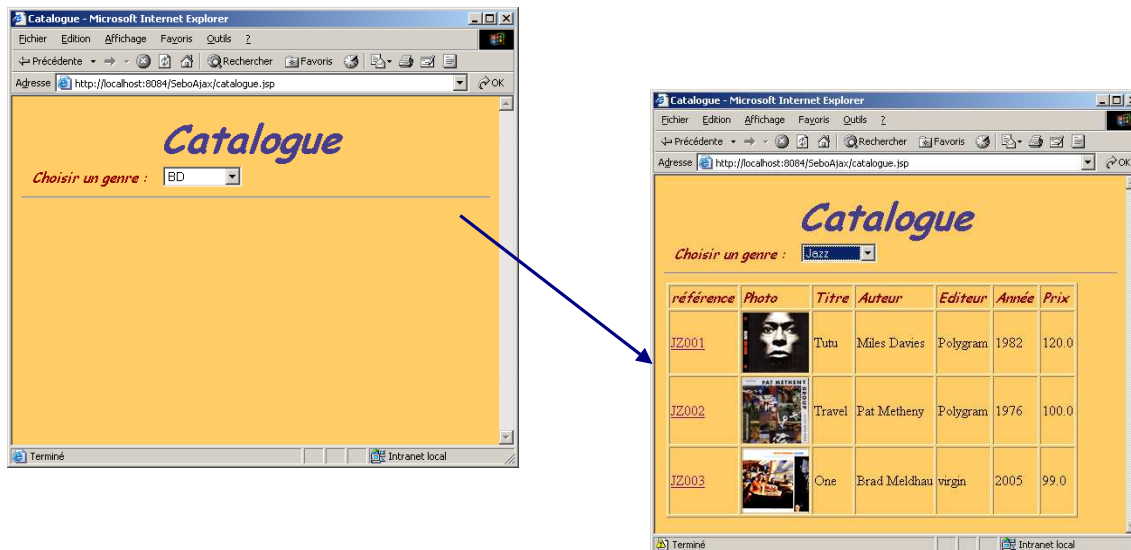 Catalogue - Microsoft Internet Explorer
Fichier Edition Affichage Favoris Outils ?
Précédente Rechercher Favoris
Adresse http://localhost:8084/SeboAjax/catalogue.jsp OK
Catalogue
Choisir un genre : BD
Terminé Intranet local
Catalogue - Microsoft Internet Explorer
Fichier Edition Affichage Favoris Outils ?
Précédente Rechercher Favoris
Adresse http://localhost:8084/SeboAjax/catalogue.jsp OK
Catalogue
Choisir un genre : Jazz
référence Photo Titre Auteur Editeur Année Prix
JZ001 Tutu Miles Davies Polygram 1982 120.0
PAT METHENY
JZ002 Travel Pat Metheny Polygram 1976 100.0
JZ003 One Brad Meldhau virgin 2005 99.0
Terminé Intranet local